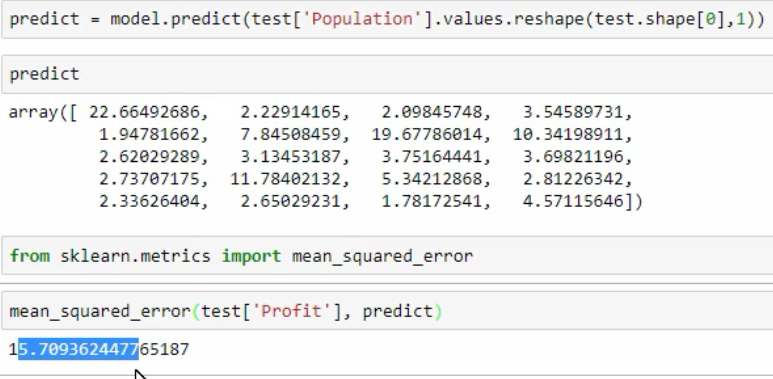 predict = model.predict(test['Population'].values.reshape(test.shape[0],1))
predict
array([ 22.66492686, 2.22914165, 2.09845748, 3.54589731,
1.94781662, 7.84508459, 19.67786014, 10.34198911,
2.62029289, 3.13453187, 3.75164441, 3.69821196,
2.73707175, 11.78402132, 5.34212868, 2.81226342,
2.33626404, 2.65029231, 1.78172541, 4.57115646])
from sklearn.metrics import mean_squared_error
mean_squared_error(test['Profit'], predict)
15.709362447765187